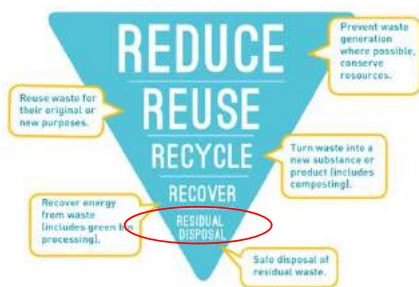 REDUCE
Prevent waste
generation
where possible,
conserve
resources.
Reuse waste for
their original or
new purposes.
REUSE
RECYCLE
Turn waste into a
new substance or
product [includes
composting].
RECOVER
Recover energy
from waste
[includes green bin
processing].
RESIDUAL
DISPOSAL
Safe disposal of
residual waste.